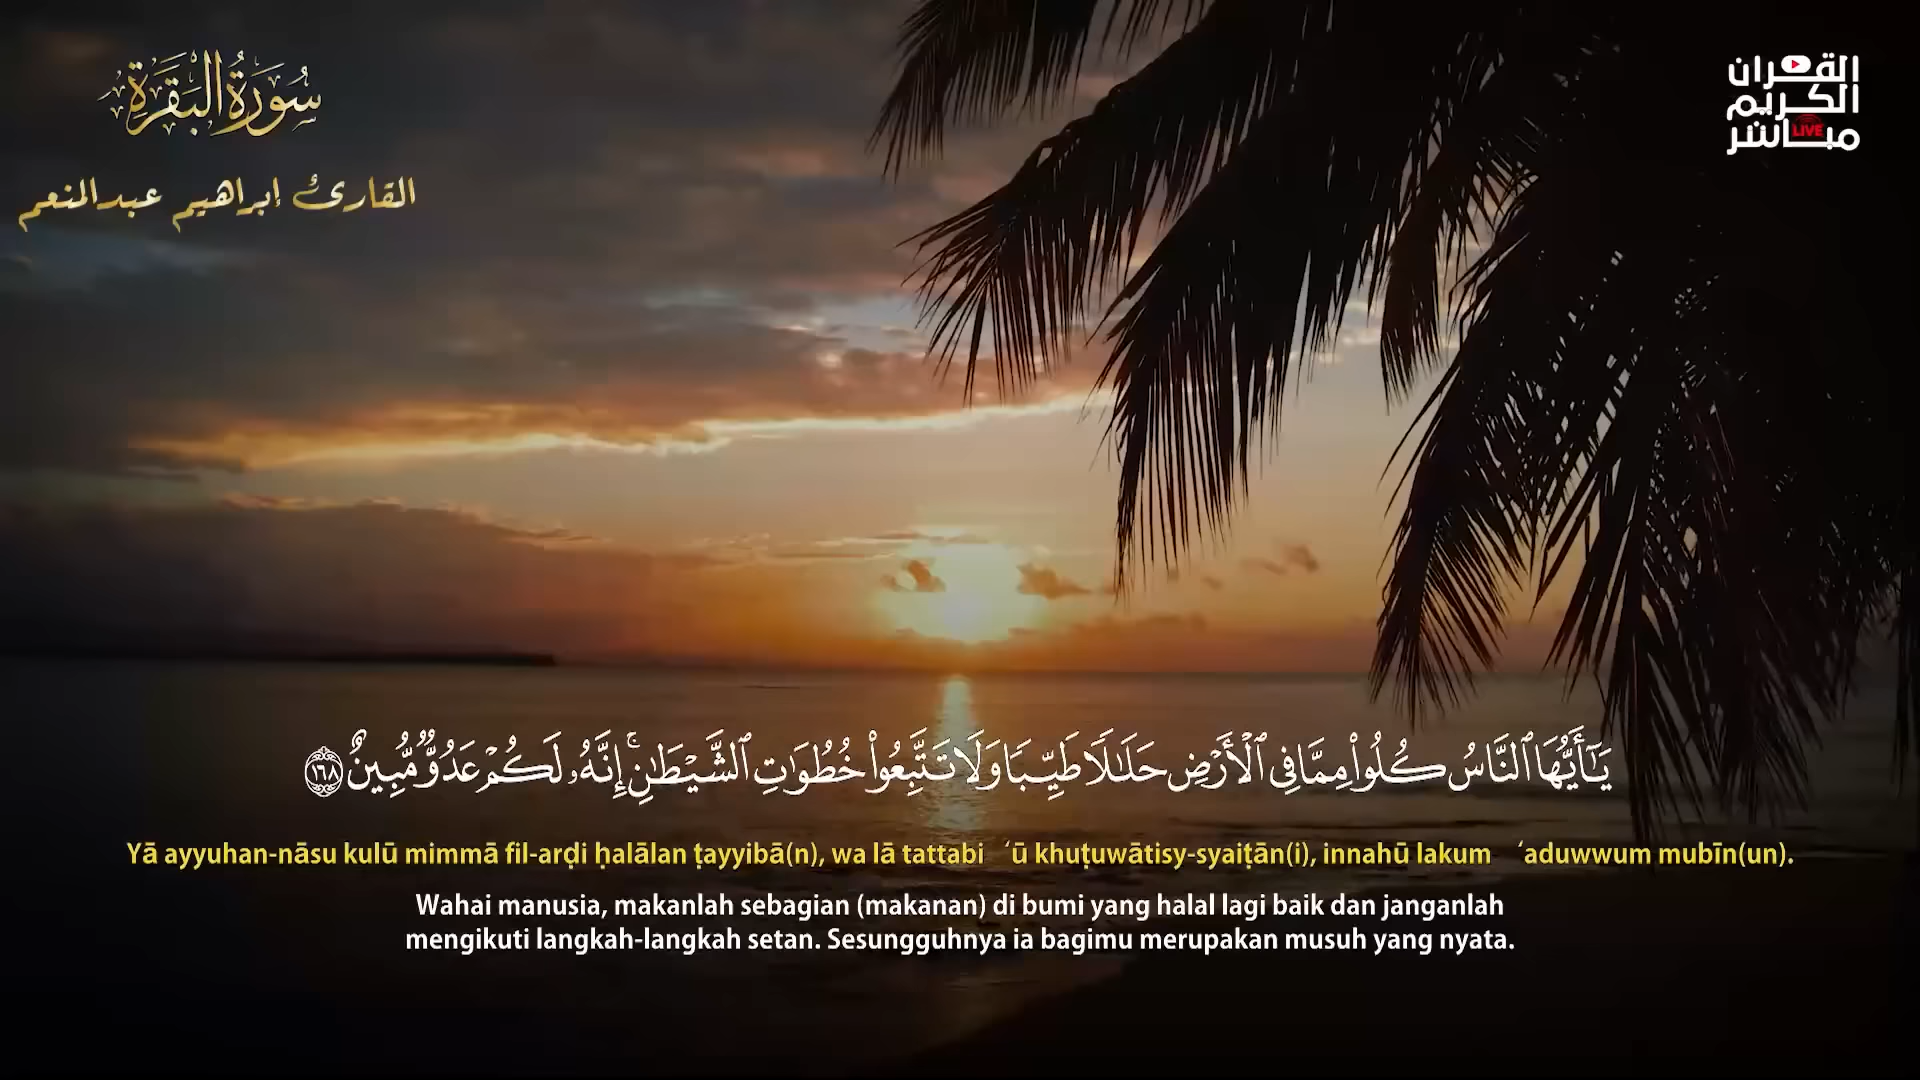 سُورَةُ البَقَرَةِ
القارئ إبراهيم عبدالمنعم
القرآن
الكريم
مباشر
LIVE
يَـٰٓأَيُّهَا ٱلنَّاسُ كُلُوا۟ مِمَّا فِى ٱلْأَرْضِ حَلَـٰلًا طَيِّبًا وَلَا تَتَّبِعُوا۟ خُطُوَٰتِ ٱلشَّيْطَـٰنِ ۚ إِنَّهُۥ لَكُمْ عَدُوٌّ مُّبِينٌ ١٦٨
Yā ayyuhan-nāsu kulū mimmā fil-arḍi ḥalālan ṭayyibā(n), wa lā tattabi ‘ū khuṭuwātisy-syaiṭān(i), innahū lakum ‘aduwwum mubīn(un).
Wahai manusia, makanlah sebagian (makanan) di bumi yang halal lagi baik dan janganlah
mengikuti langkah-langkah setan. Sesungguhnya ia bagimu merupakan musuh yang nyata.